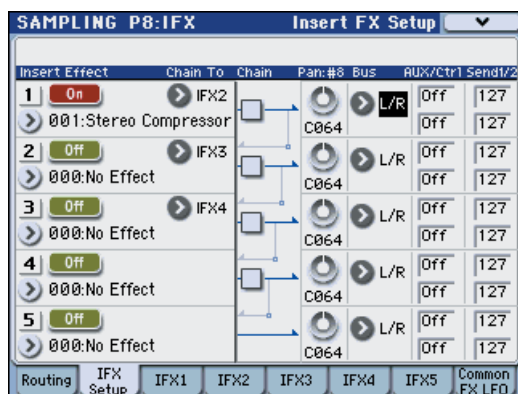 SAMPLING P8:IFX Insert FX Setup
Insert Effect Chain To Chain Pan:#8 Bus AUX/Ctrl Send1/2
1 On IFX2 L/R Off 127
001:Stereo Compressor C064 Off 127
2 Off IFX3 L/R Off 127
000:No Effect C064 Off 127
3 Off IFX4 L/R Off 127
000:No Effect C064 Off 127
4 Off L/R Off 127
000:No Effect C064 Off 127
5 Off L/R Off 127
000:No Effect C064 Off 127
Routing IFX Setup IFX1 IFX2 IFX3 IFX4 IFX5 Common FX LFO